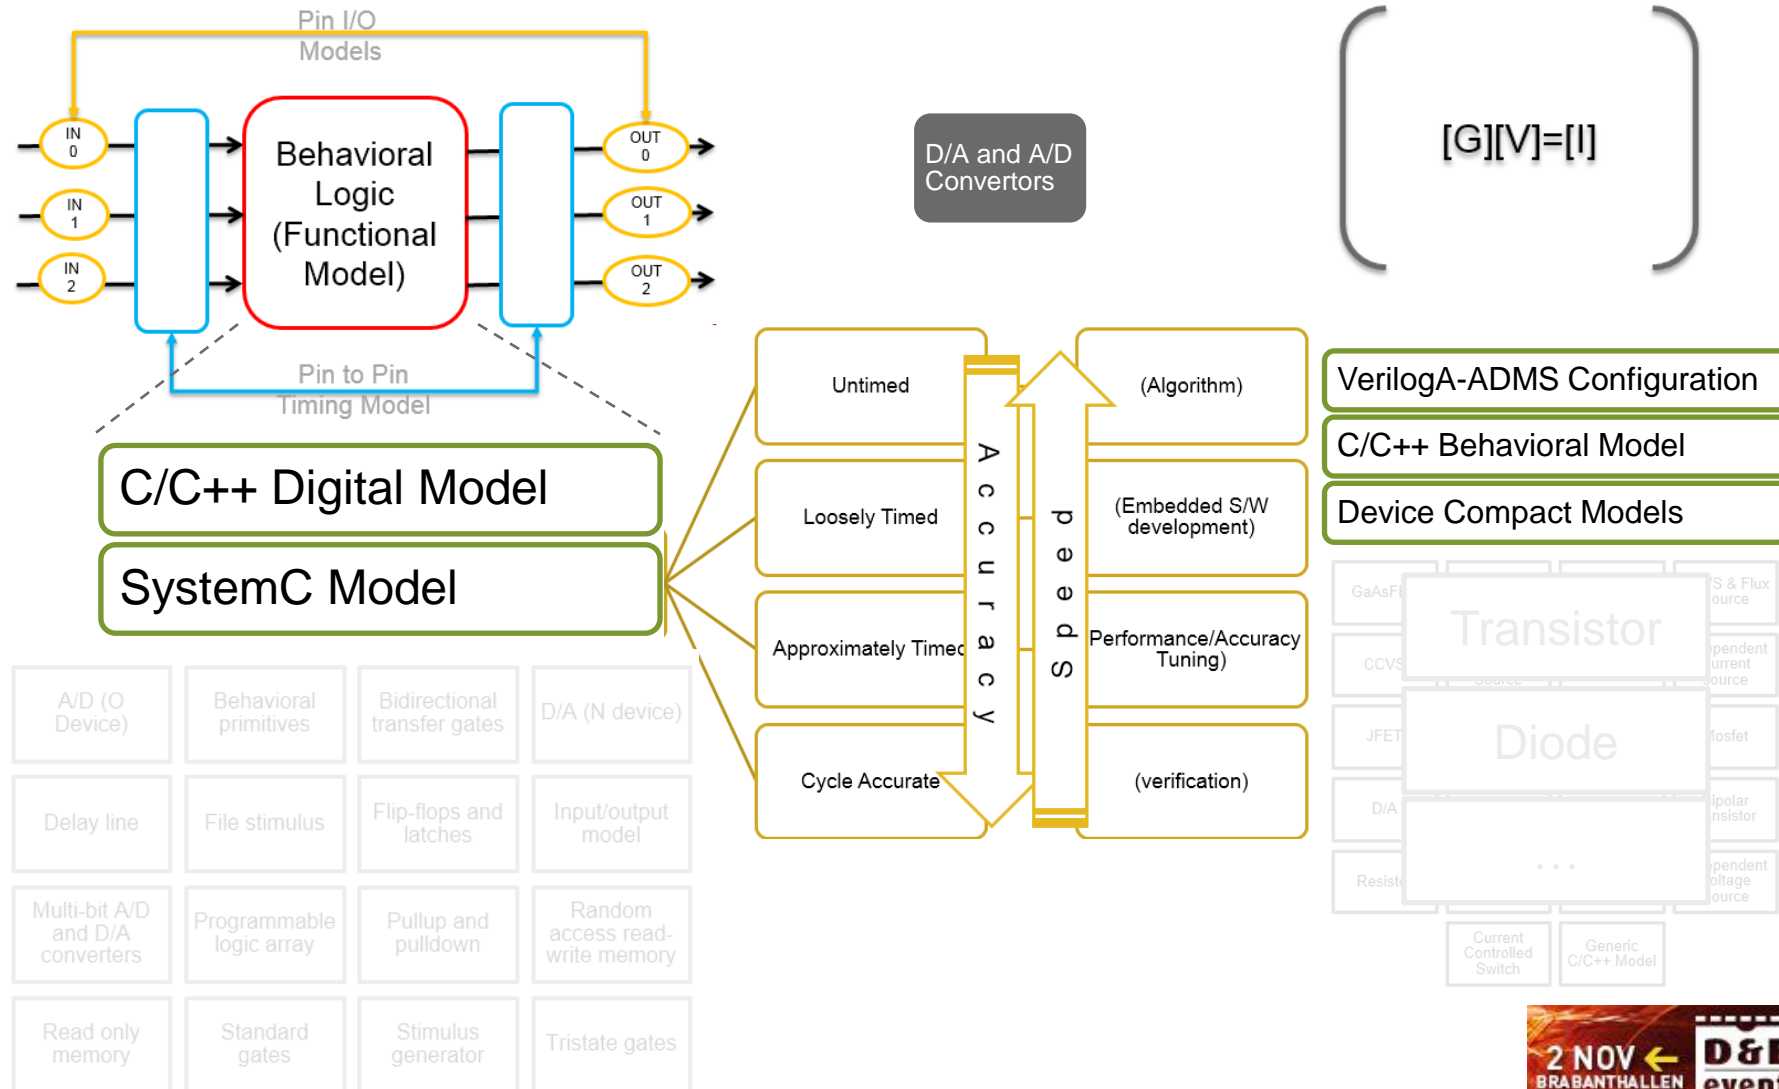 Pin I/O
Models
IN
0
IN
1
IN
2
Behavioral
Logic
(Functional
Model)
OUT
0
OUT
1
OUT
2
Pin to Pin
Timing Model
D/A and A/D
Convertors
[G][V]=[I]
C/C++ Digital Model
SystemC Model
Untimed
(Algorithm)
Loosely Timed
(Embedded S/W
development)
Approximately Timed
Performance/Accuracy
Tuning)
Cycle Accurate
(verification)
Accuracy
Speed
VerilogA-ADMS Configuration
C/C++ Behavioral Model
Device Compact Models
A/D (O
Device)
Behavioral
primitives
Bidirectional
transfer gates
D/A (N device)
Delay line
File stimulus
Flip-flops and
latches
Input/output
model
Multi-bit A/D
and D/A
converters
Programmable
logic array
Pullup and
pulldown
Random
access read-
write memory
Read only
memory
Standard
gates
Stimulus
generator
Tristate gates
Transistor
Diode
...
& Flux
CCVS
Source
JFET
Mosfet
D/A
Current
Controlled
Switch
Generic
C/C++ Model
2 NOV
BRABANTHALLEN
D&E
event